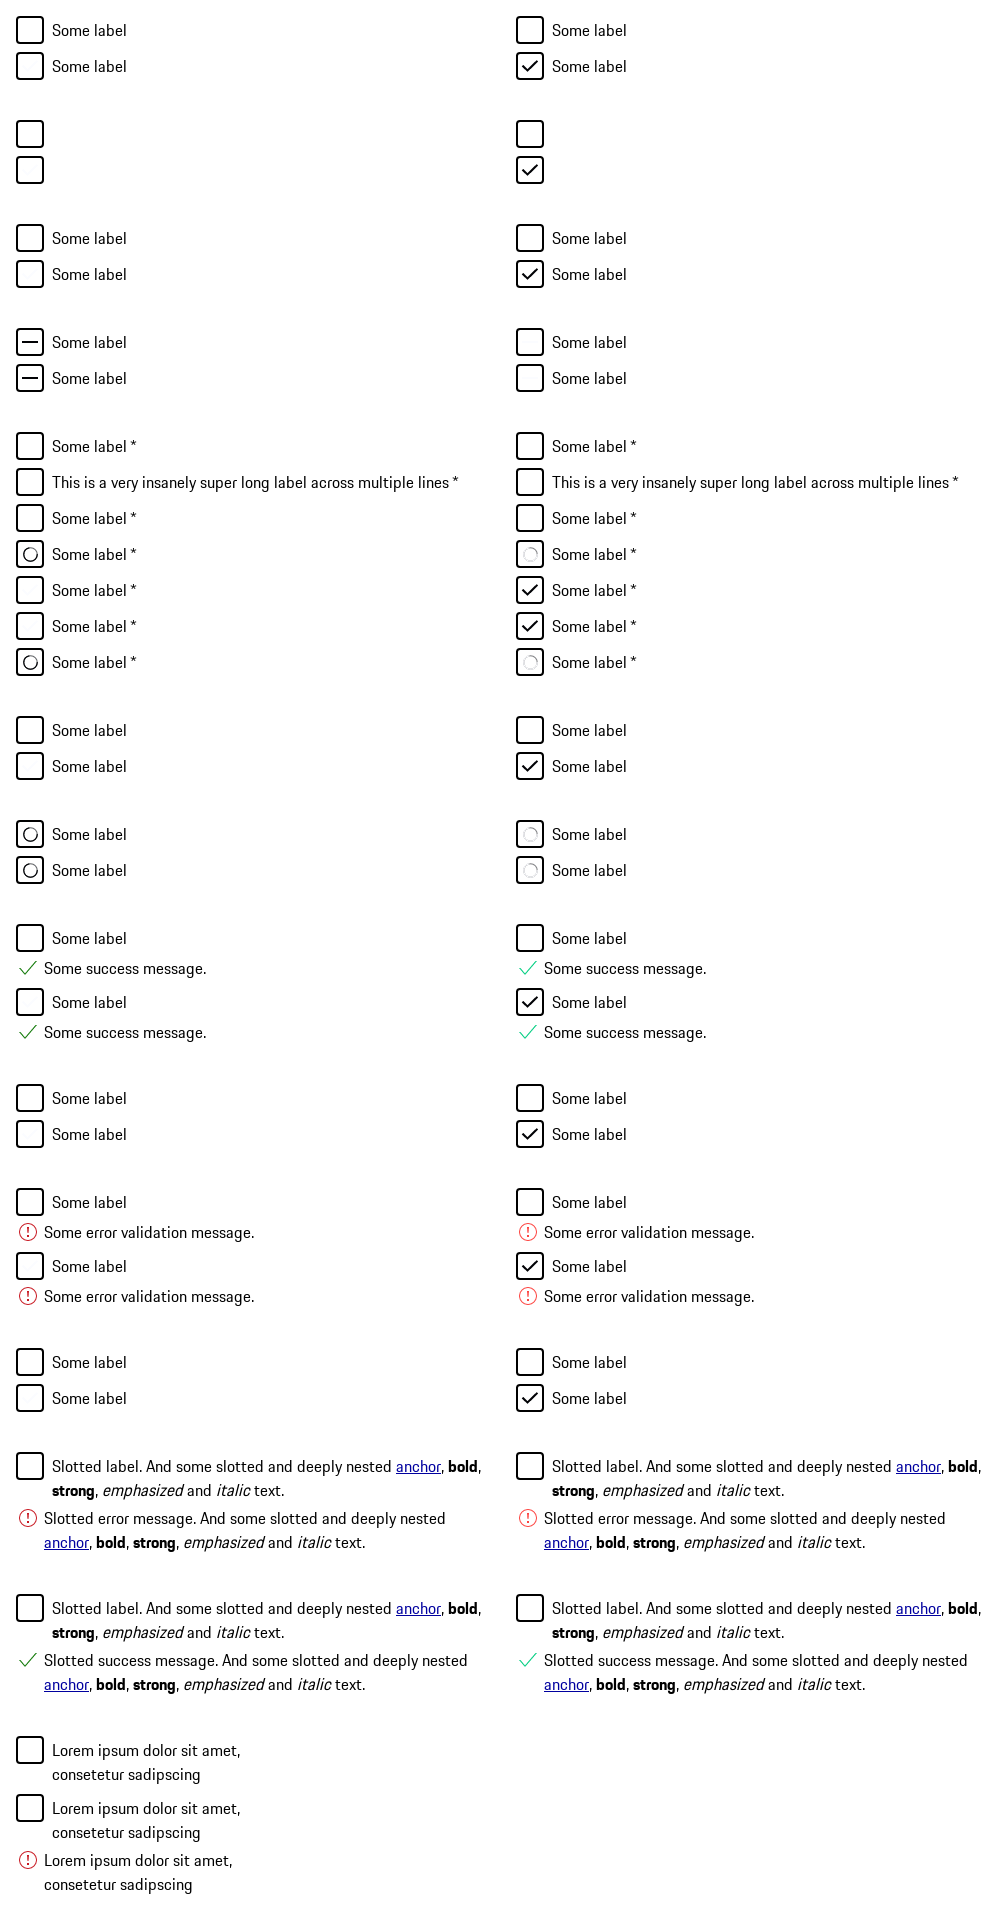 Some label
Some label
Some label
Some label
Some label
Some label
Some label
Some label
Some label
Some label
Some label
Some label
Some label *
Some label *
This is a very insanely super long label across multiple lines *
This is a very insanely super long label across multiple lines *
Some label *
Some label *
Some label *
Some label *
Some label *
Some label *
Some label *
Some label *
Some label *
Some label *
Some label
Some label
Some label
Some label
Some label
Some label
Some label
Some label
Some label
Some label
Some success message.
Some success message.
Some label
Some label
Some success message.
Some success message.
Some label
Some label
Some label
Some label
Some label
Some label
Some error validation message.
Some error validation message.
Some label
Some label
Some error validation message.
Some error validation message.
Some label
Some label
Some label
Some label
Slotted label. And some slotted and deeply nested anchor, bold,
strong, emphasized and italic text.
Slotted label. And some slotted and deeply nested anchor, bold,
strong, emphasized and italic text.
Slotted error message. And some slotted and deeply nested
anchor, bold, strong, emphasized and italic text.
Slotted error message. And some slotted and deeply nested
anchor, bold, strong, emphasized and italic text.
Slotted label. And some slotted and deeply nested anchor, bold,
strong, emphasized and italic text.
Slotted label. And some slotted and deeply nested anchor, bold,
strong, emphasized and italic text.
Slotted success message. And some slotted and deeply nested
anchor, bold, strong, emphasized and italic text.
Slotted success message. And some slotted and deeply nested
anchor, bold, strong, emphasized and italic text.
Lorem ipsum dolor sit amet,
consetetur sadipscing
Lorem ipsum dolor sit amet,
consetetur sadipscing
Lorem ipsum dolor sit amet,
consetetur sadipscing